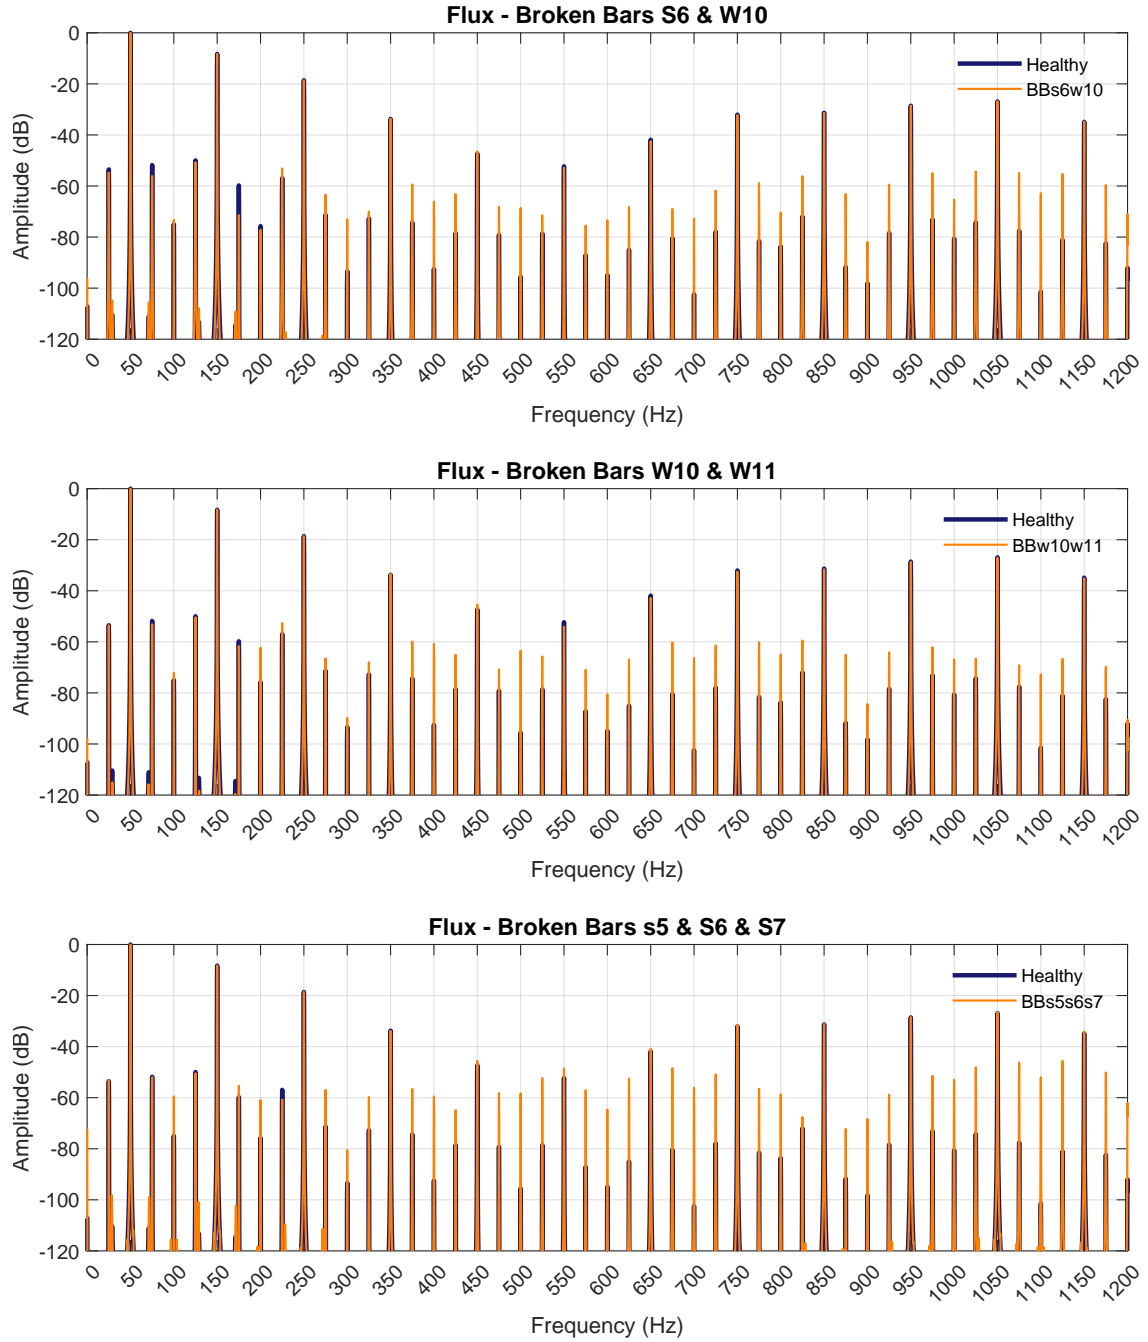 Flux - Broken Bars S6 & W10
0
-20
-40
-60
-80
-100
-120
Amplitude (dB)
Healthy
BBs6w10
0 50 100 150 200 250 300 350 400 450 500 550 600 650 700 750 800 850 900 950 1000 1050 1100 1150 1200
Frequency (Hz)
Flux - Broken Bars W10 & W11
0
-20
-40
-60
-80
-100
-120
Amplitude (dB)
Healthy
BBw10w11
0 50 100 150 200 250 300 350 400 450 500 550 600 650 700 750 800 850 900 950 1000 1050 1100 1150 1200
Frequency (Hz)
Flux - Broken Bars s5 & S6 & S7
0
-20
-40
-60
-80
-100
-120
Amplitude (dB)
Healthy
BBs5s6s7
0 50 100 150 200 250 300 350 400 450 500 550 600 650 700 750 800 850 900 950 1000 1050 1100 1150 1200
Frequency (Hz)